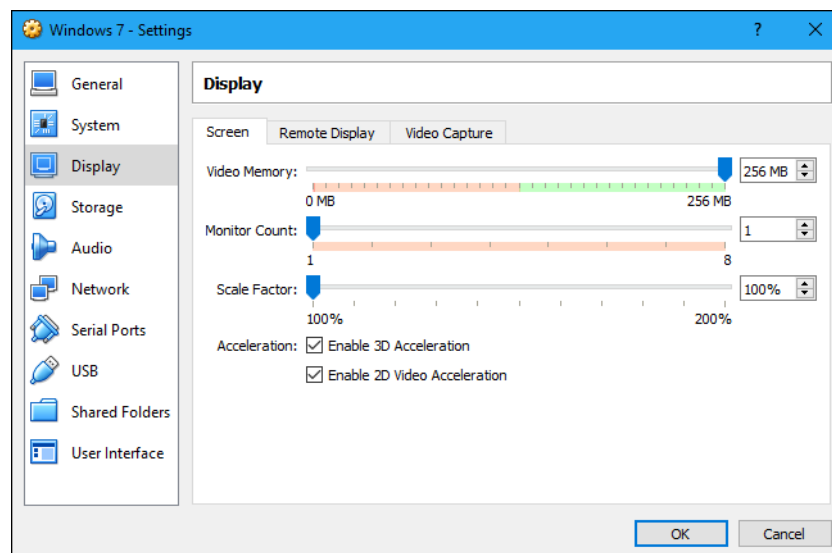 Windows 7 - Settings
?
General
System
Display
Storage
Audio
Network
Serial Ports
USB
Shared Folders
User Interface
Display
Screen Remote Display Video Capture
Video Memory: 256 MB
0 MB 256 MB
Monitor Count: 1
1 8
Scale Factor: 100%
100% 200%
Acceleration: Enable 3D Acceleration
Enable 2D Video Acceleration
OK Cancel